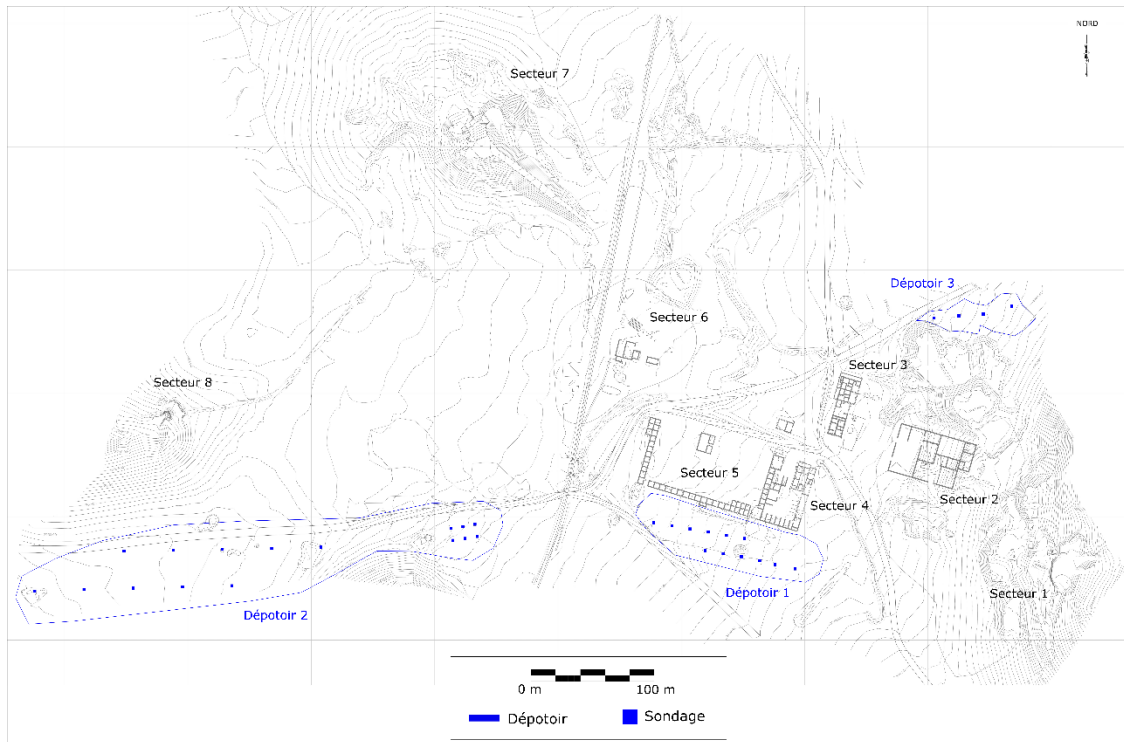 NORD
Secteur 7
Dépotoir 3
Secteur 6
Secteur 3
Secteur 8
Secteur 5
Secteur 2
Secteur 4
Dépotoir 1
Secteur 1
Dépotoir 2
0 m 100 m
Dépotoir Sondage